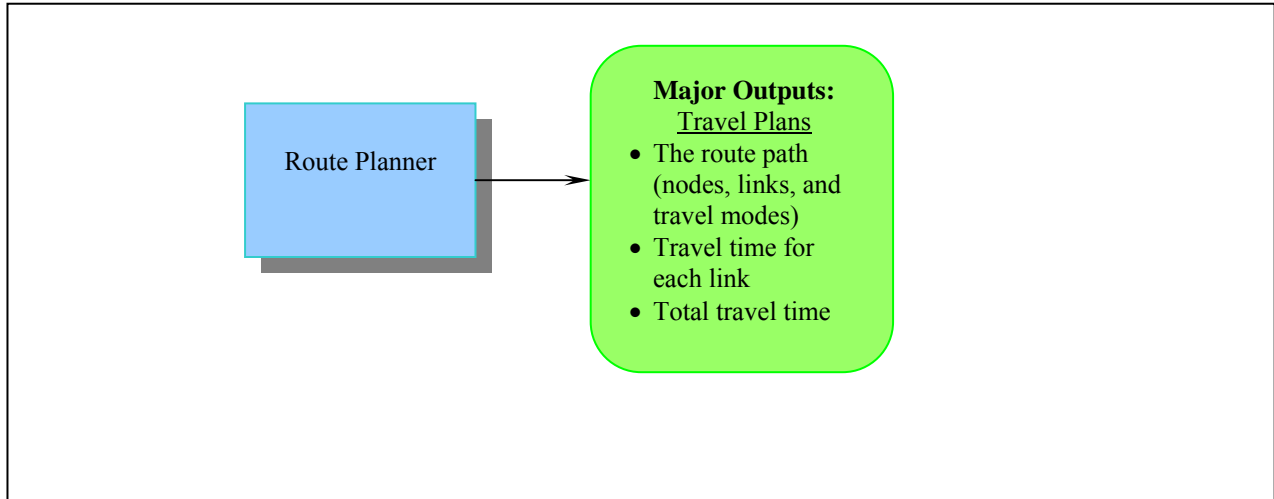 Route Planner
Major Outputs:
Travel Plans
• The route path
(nodes, links, and
travel modes)
• Travel time for
each link
• Total travel time